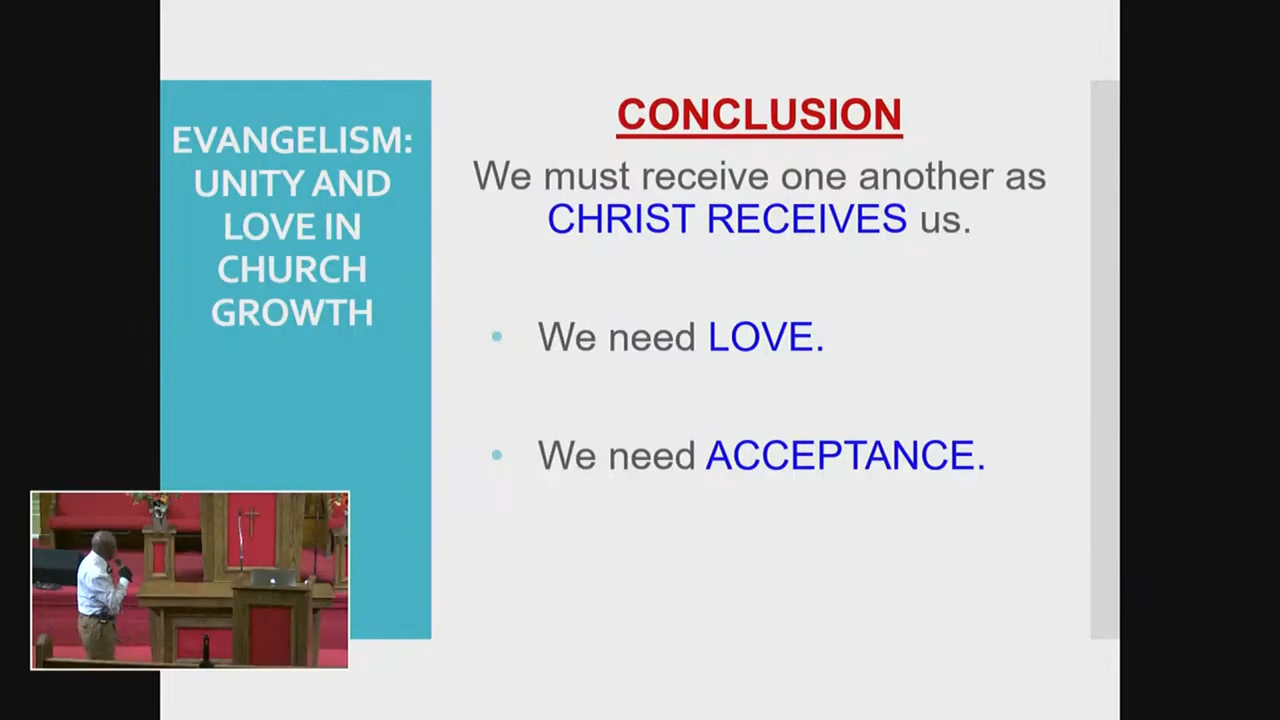 EVANGELISM:
UNITY AND
LOVE IN
CHURCH
GROWTH
CONCLUSION
We must receive one another as
CHRIST RECEIVES us.
• We need LOVE.
• We need ACCEPTANCE.